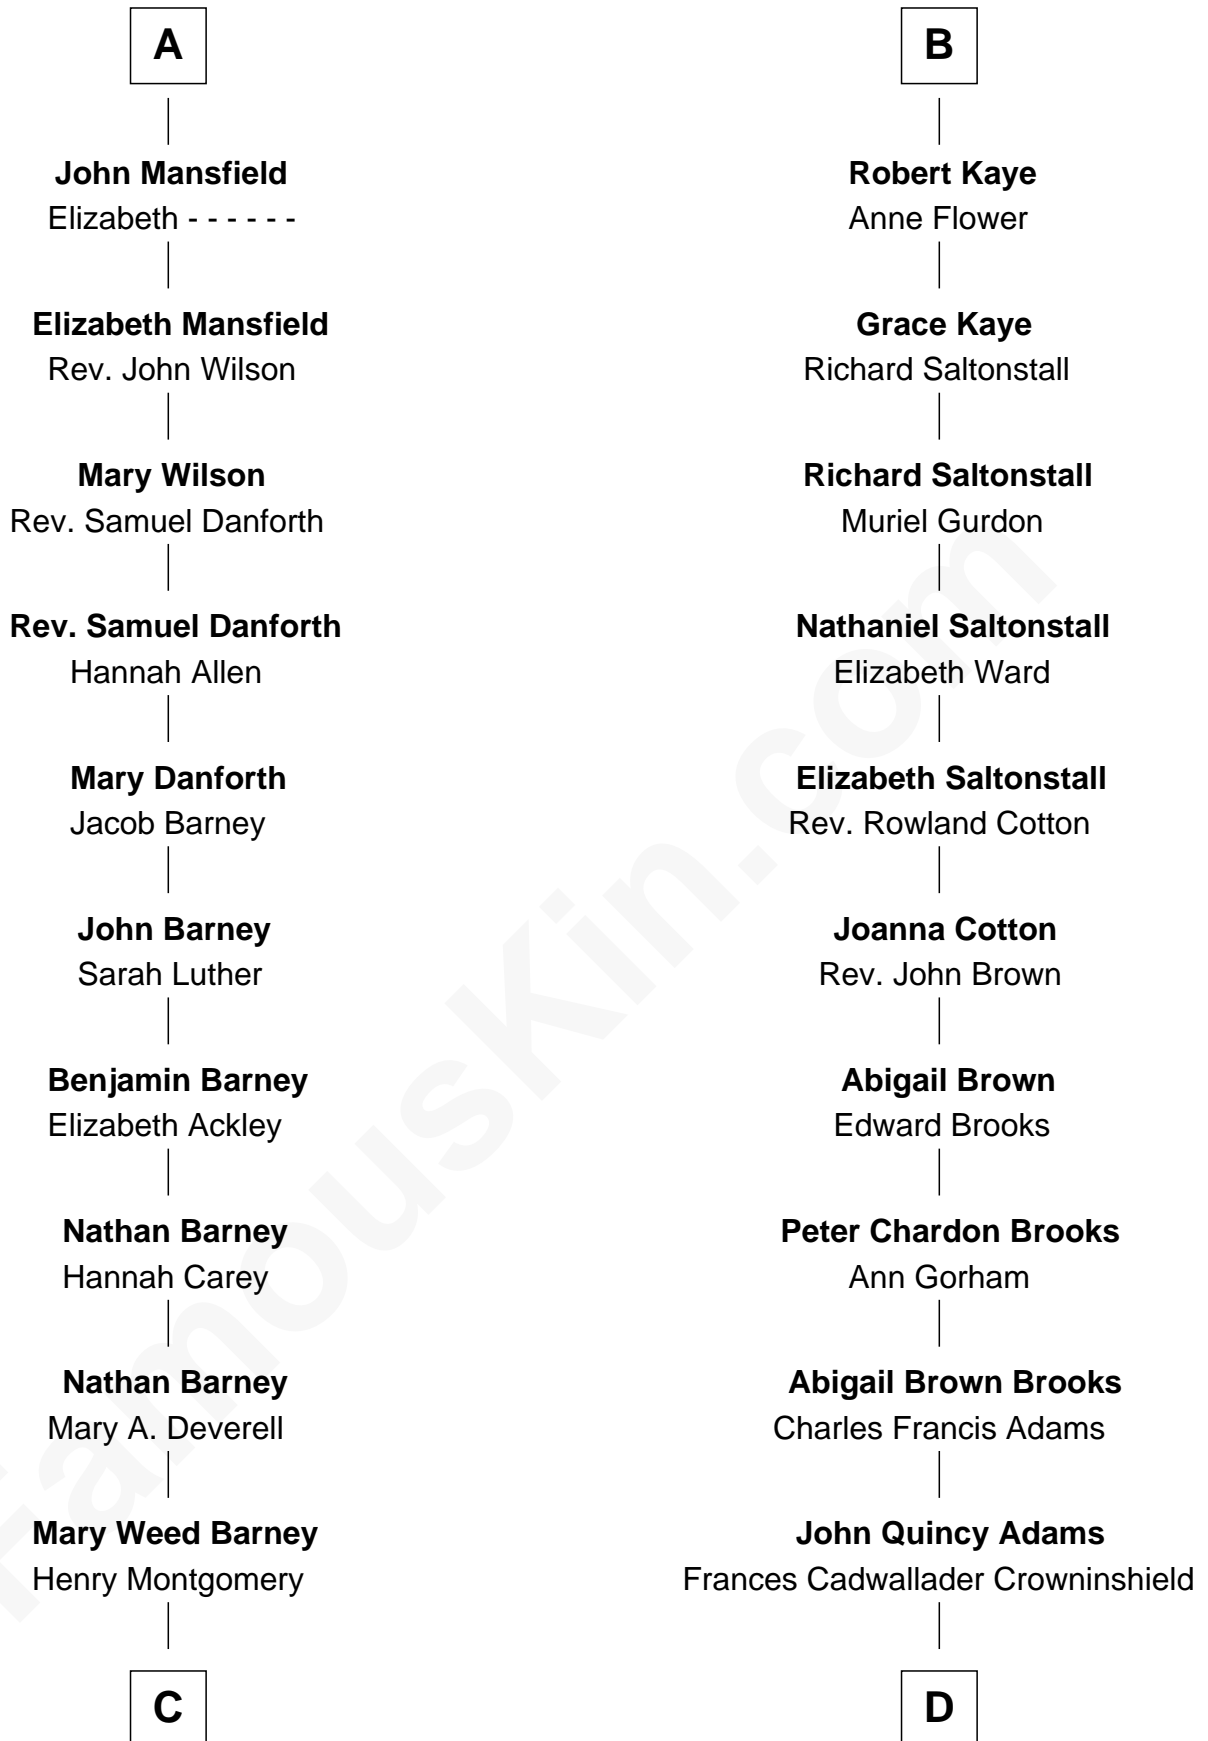 A
John Mansfield
Elizabeth - - - - - -
Elizabeth Mansfield
Rev. John Wilson
Mary Wilson
Rev. Samuel Danforth
Rev. Samuel Danforth
Hannah Allen
Mary Danforth
Jacob Barney
John Barney
Sarah Luther
Benjamin Barney
Elizabeth Ackley
Nathan Barney
Hannah Carey
Nathan Barney
Mary A. Deverell
Mary Weed Barney
Henry Montgomery
C
B
Robert Kaye
Anne Flower
Grace Kaye
Richard Saltonstall
Richard Saltonstall
Muriel Gurdon
Nathaniel Saltonstall
Elizabeth Ward
Elizabeth Saltonstall
Rev. Rowland Cotton
Joanna Cotton
Rev. John Brown
Abigail Brown
Edward Brooks
Peter Chardon Brooks
Ann Gorham
Abigail Brown Brooks
Charles Francis Adams
John Quincy Adams
Frances Cadwallader Crowninshield
D
FamousKin.com